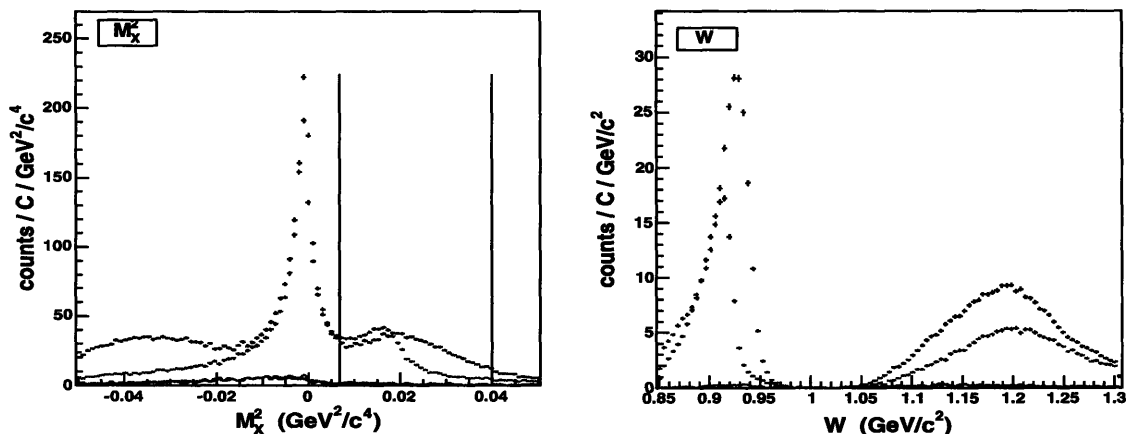 M²ₓ
counts / C / GeV²/c⁴
250
200
150
100
50
0
-0.04 -0.02 0 0.02 0.04
M²ₓ (GeV²/c⁴)
W
counts / C / GeV/c²
30
25
20
15
10
5
0
0.85 0.9 0.95 1 1.05 1.1 1.15 1.2 1.25 1.3
W (GeV/c²)